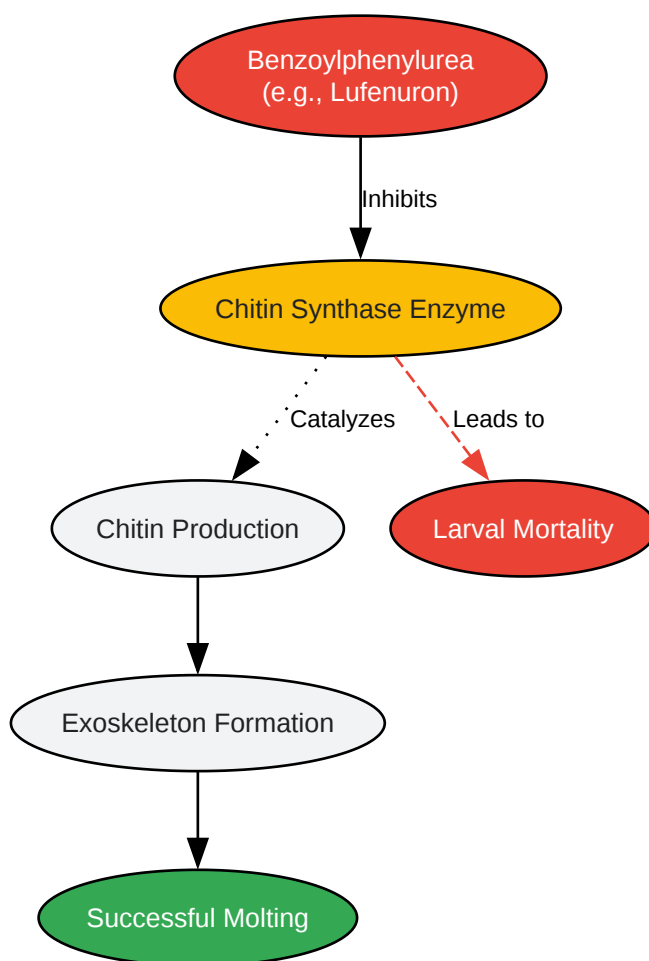 Benzoylphenylurea
(e.g., Lufenuron)
Inhibits
Chitin Synthase Enzyme
Catalyzes
Leads to
Chitin Production
Larval Mortality
Exoskeleton Formation
Successful Molting